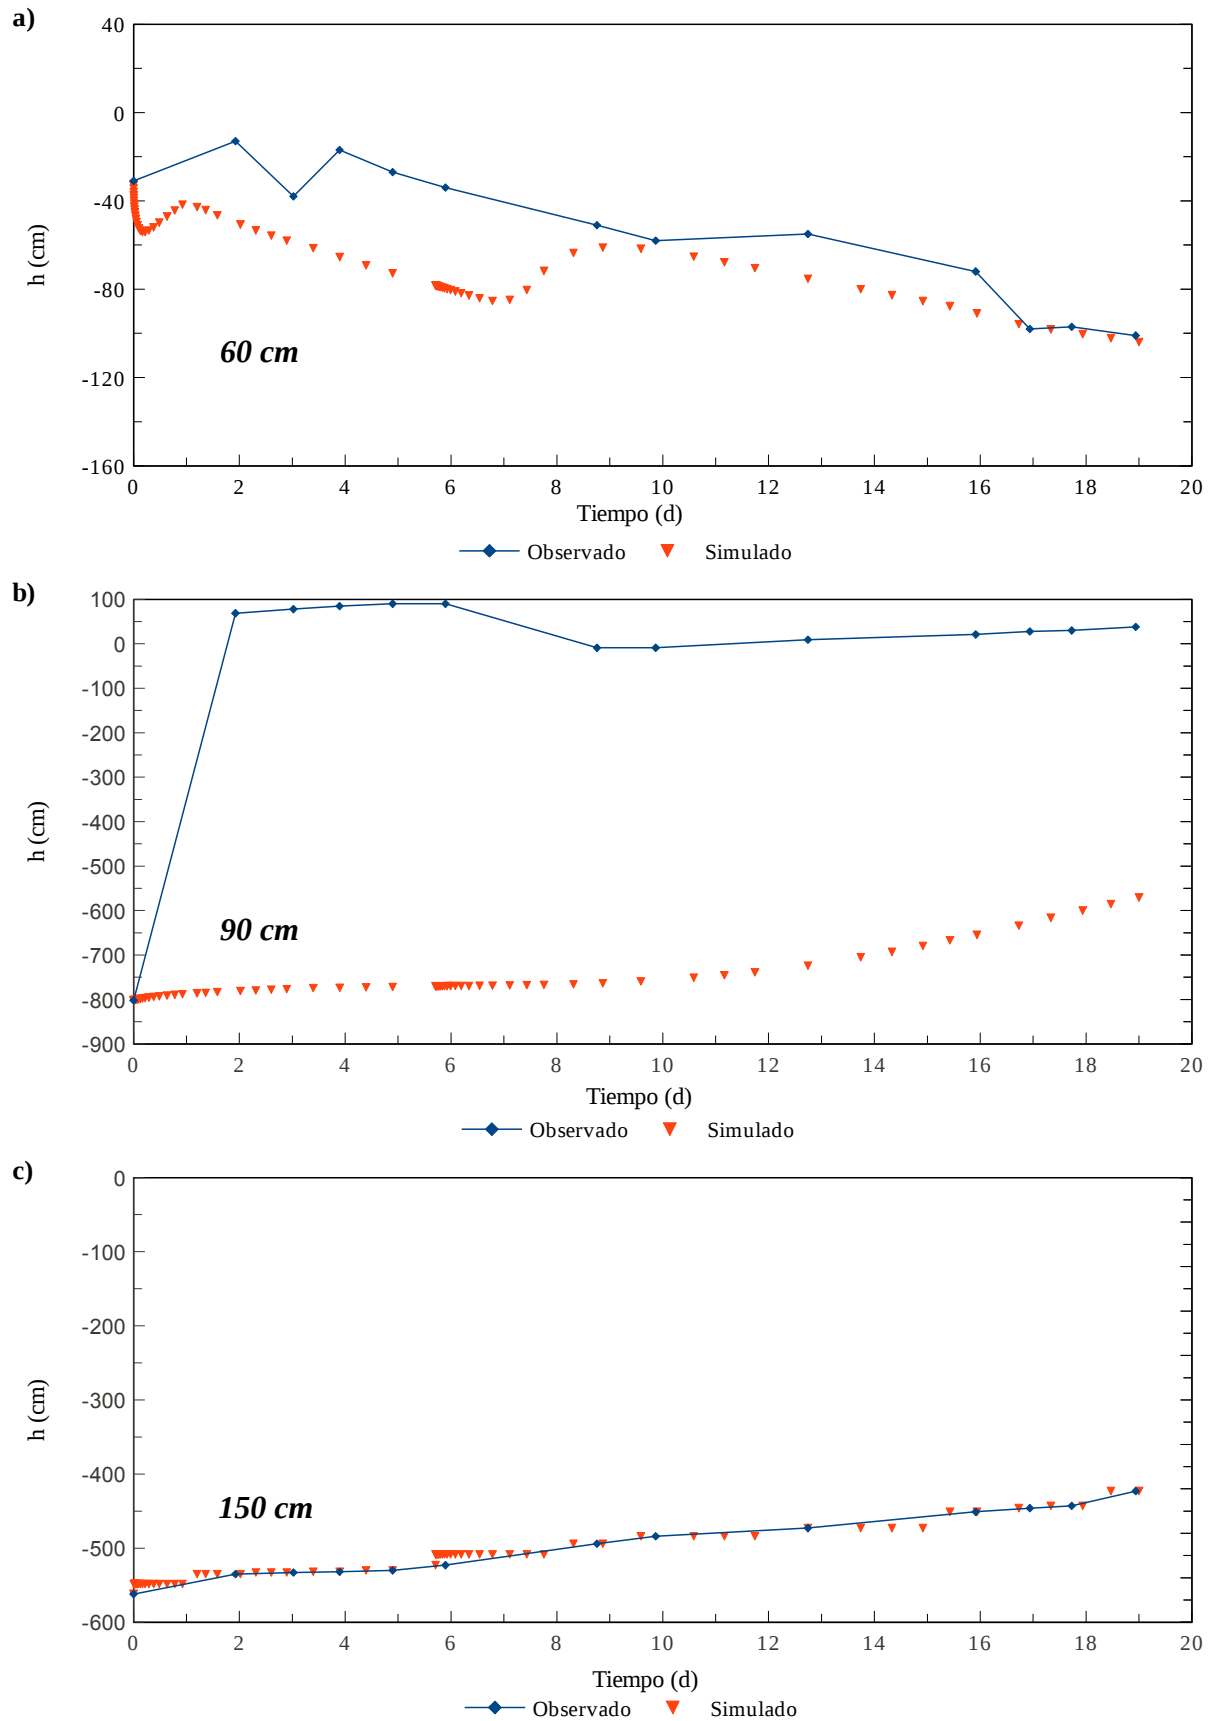 a)
40
0
-40
-80
-120
-160
h (cm)
60 cm
0 2 4 6 8 10 12 14 16 18 20
Tiempo (d)
Observado Simulado
b)
100
0
-100
-200
-300
-400
-500
-600
-700
-800
-900
h (cm)
90 cm
0 2 4 6 8 10 12 14 16 18 20
Tiempo (d)
Observado Simulado
c)
0
-100
-200
-300
-400
-500
-600
h (cm)
150 cm
0 2 4 6 8 10 12 14 16 18 20
Tiempo (d)
Observado Simulado